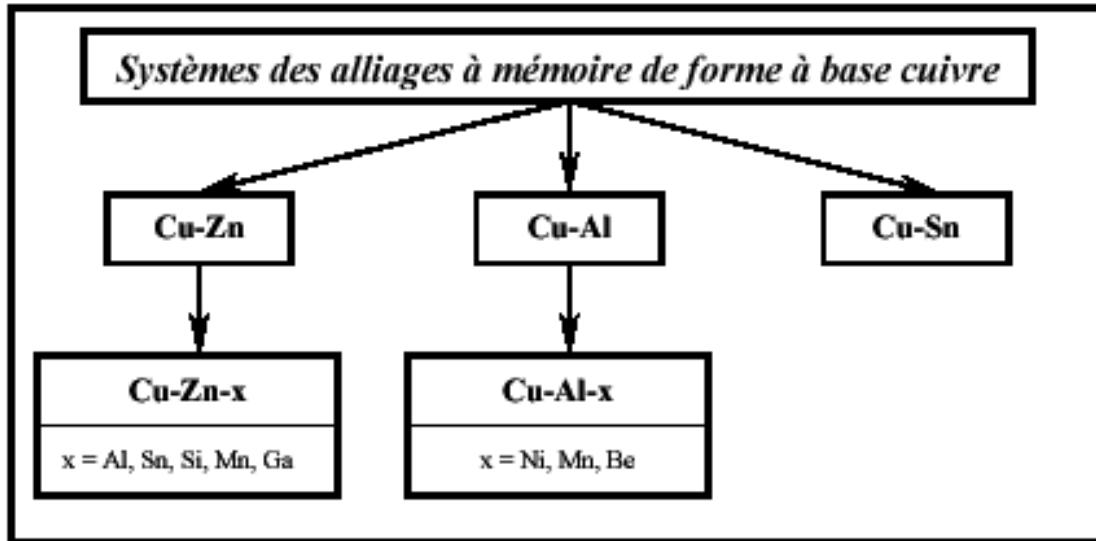 Systèmes des alliages à mémoire de forme à base cuivre
Cu-Zn
Cu-Al
Cu-Sn
Cu-Zn-x
x = Al, Sn, Si, Mn, Ga
Cu-Al-x
x = Ni, Mn, Be